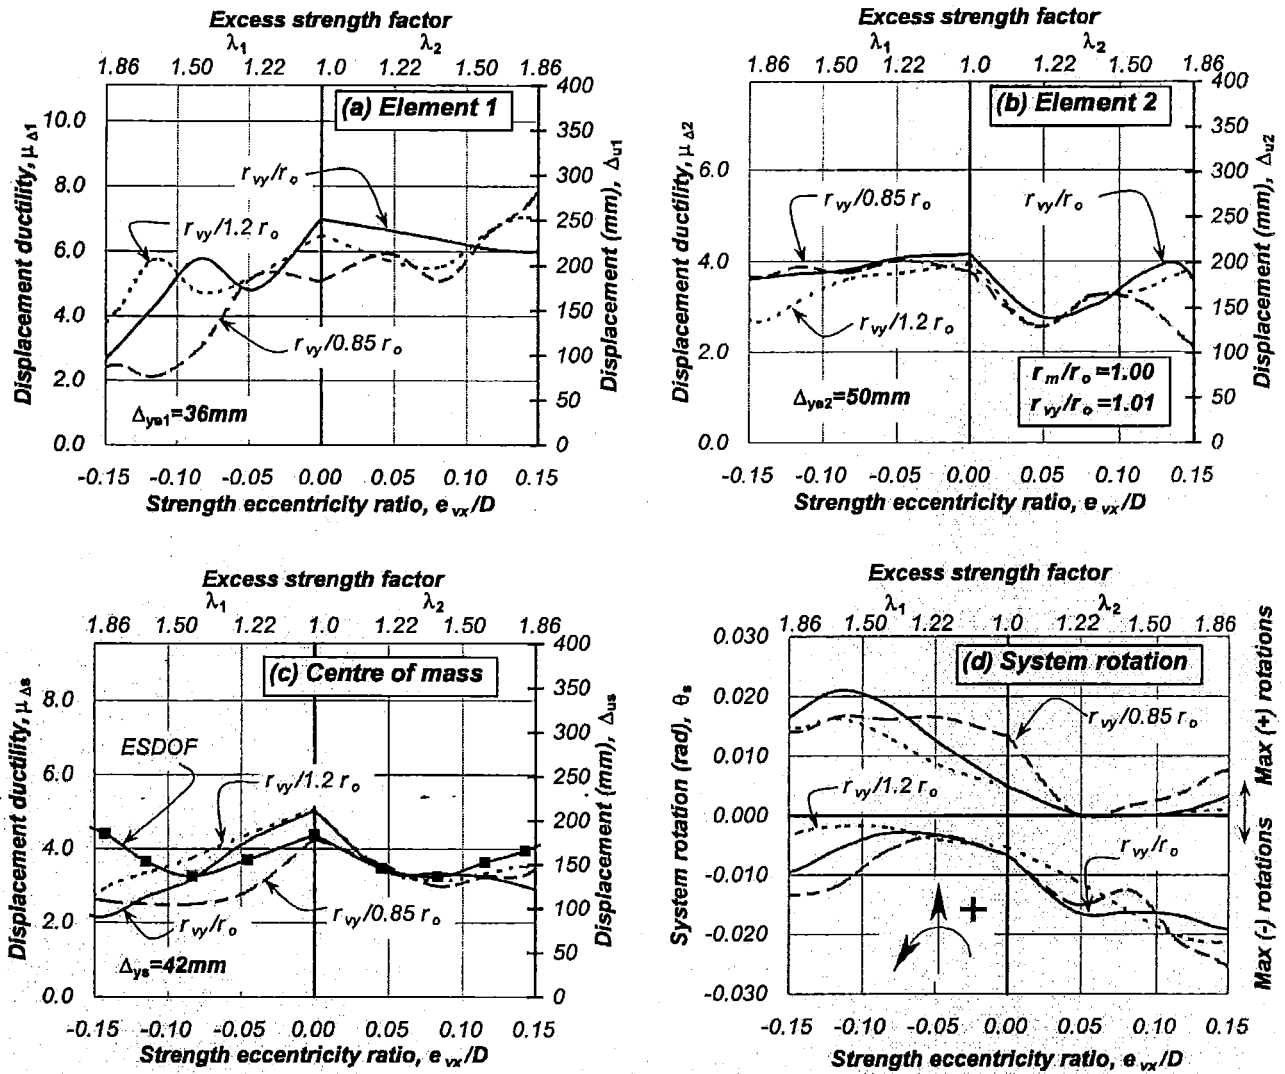 Excess strength factor
λ1 λ2
1.86 1.50 1.22 1.0 1.22 1.50 1.86
(a) Element 1
Displacement ductility, μ Δ1
10.0
8.0
6.0
4.0
2.0
0.0
400
350
300
250
200
150
100
50
0
Displacement (mm), Δu1
r vy/r o
r vy/1.2 r o
r vy/0.85 r o
Δys1=36mm
-0.15 -0.10 -0.05 0.00 0.05 0.10 0.15
Strength eccentricity ratio, e vx/D
Excess strength factor
λ1 λ2
1.86 1.50 1.22 1.0 1.22 1.50 1.86
(b) Element 2
Displacement ductility, μ Δ2
6.0
4.0
2.0
0.0
400
350
300
250
200
150
100
50
0
Displacement (mm), Δu2
r vy/0.85 r o
r vy/r o
r vy/1.2 r o
r m/r o=1.00
r vy/r o=1.01
Δys2=50mm
-0.15 -0.10 -0.05 0.00 0.05 0.10 0.15
Strength eccentricity ratio, e vx/D
Excess strength factor
λ1 λ2
1.86 1.50 1.22 1.0 1.22 1.50 1.86
(c) Centre of mass
Displacement ductility, μ Δs
8.0
6.0
4.0
2.0
0.0
400
350
300
250
200
150
100
50
0
Displacement (mm), Δus
ESDOF
r vy/1.2 r o
r vy/0.85 r o
r vy/r o
Δys=42mm
-0.15 -0.10 -0.05 0.00 0.05 0.10 0.15
Strength eccentricity ratio, e vx/D
Excess strength factor
λ1 λ2
1.86 1.50 1.22 1.0 1.22 1.50 1.86
(d) System rotation
System rotation (rad), θs
0.030
0.020
0.010
0.000
-0.010
-0.020
-0.030
Max (-) rotations Max (+) rotations
r vy/0.85 r o
r vy/1.2 r o
r vy/r o
+
-0.15 -0.10 -0.05 0.00 0.05 0.10 0.15
Strength eccentricity ratio, e vx/D